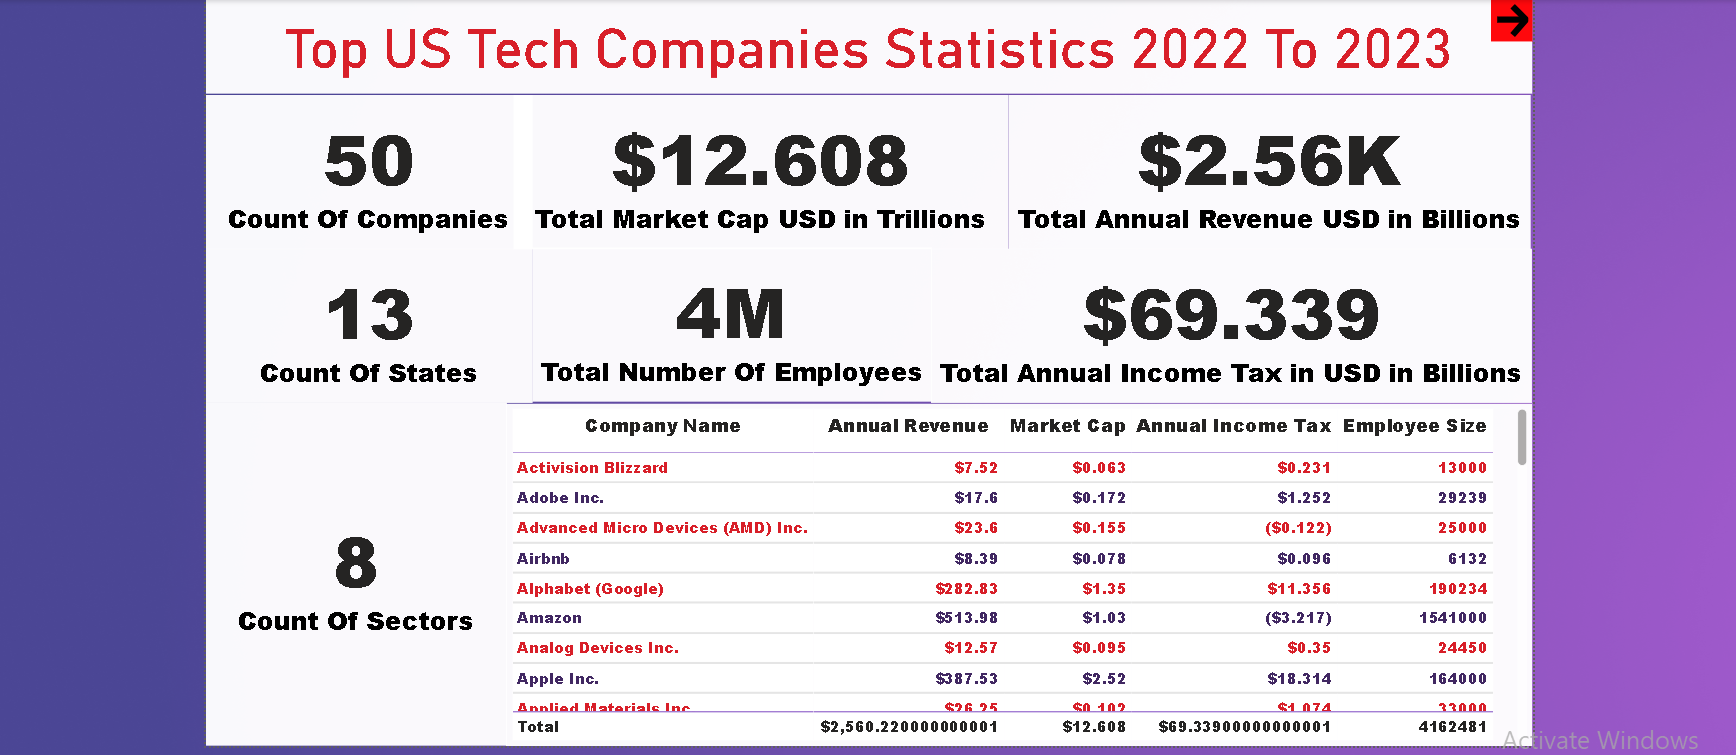 Top US Tech Companies Statistics 2022 To 2023
50
Count Of Companies
$12.608
Total Market Cap USD in Trillions
$2.56K
Total Annual Revenue USD in Billions
13
Count Of States
4M
Total Number Of Employees
$69.339
Total Annual Income Tax in USD in Billions
8
Count Of Sectors
Company Name Annual Revenue Market Cap Annual Income Tax Employee Size
Activision Blizzard $7.52 $0.063 $0.231 13000
Adobe Inc. $17.6 $0.172 $1.252 29239
Advanced Micro Devices (AMD) Inc. $23.6 $0.155 ($0.122) 25000
Airbnb $8.39 $0.078 $0.096 6132
Alphabet (Google) $282.83 $1.35 $11.356 190234
Amazon $513.98 $1.03 ($3.217) 1541000
Analog Devices Inc. $12.57 $0.095 $0.35 24450
Apple Inc. $387.53 $2.52 $18.314 164000
Applied Materials Inc. $26.25 $0.102 $1.074 33000
Total $2,560.220000000001 $12.608 $69.33900000000001 4162481
Activate Windows